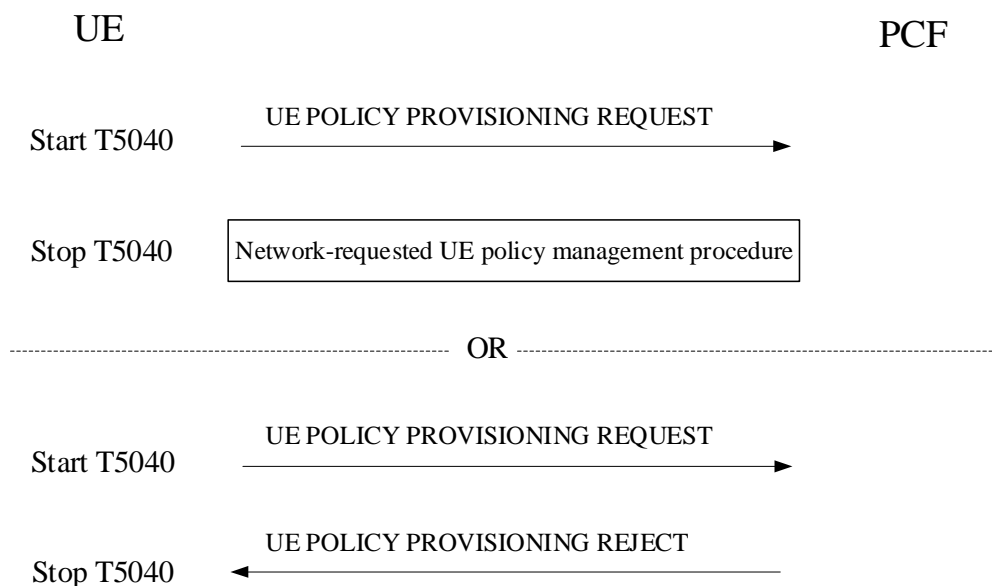 UE
PCF
UE POLICY PROVISIONING REQUEST
Start T5040
Stop T5040
Network-requested UE policy management procedure
OR
UE POLICY PROVISIONING REQUEST
Start T5040
UE POLICY PROVISIONING REJECT
Stop T5040